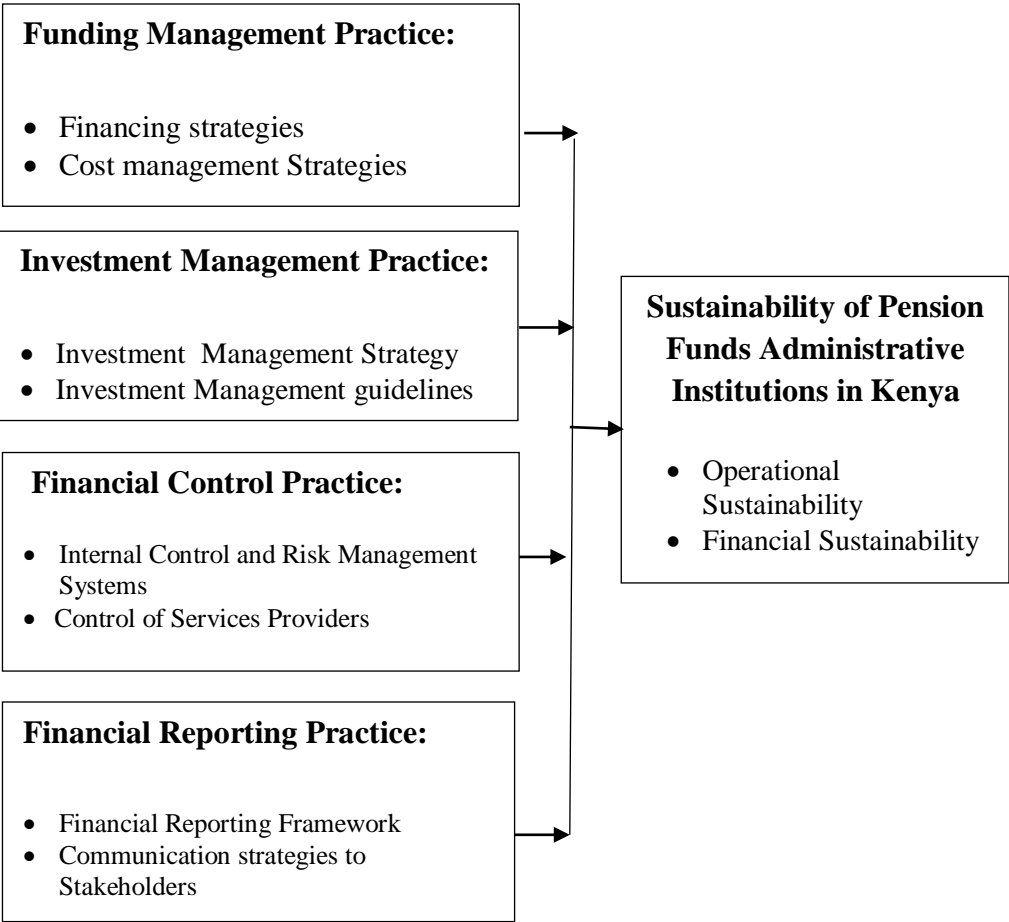 Funding Management Practice:
• Financing strategies
• Cost management Strategies
Investment Management Practice:
• Investment Management Strategy
• Investment Management guidelines
Financial Control Practice:
• Internal Control and Risk Management
Systems
• Control of Services Providers
Financial Reporting Practice:
• Financial Reporting Framework
• Communication strategies to
Stakeholders
Sustainability of Pension
Funds Administrative
Institutions in Kenya
• Operational
Sustainability
• Financial Sustainability